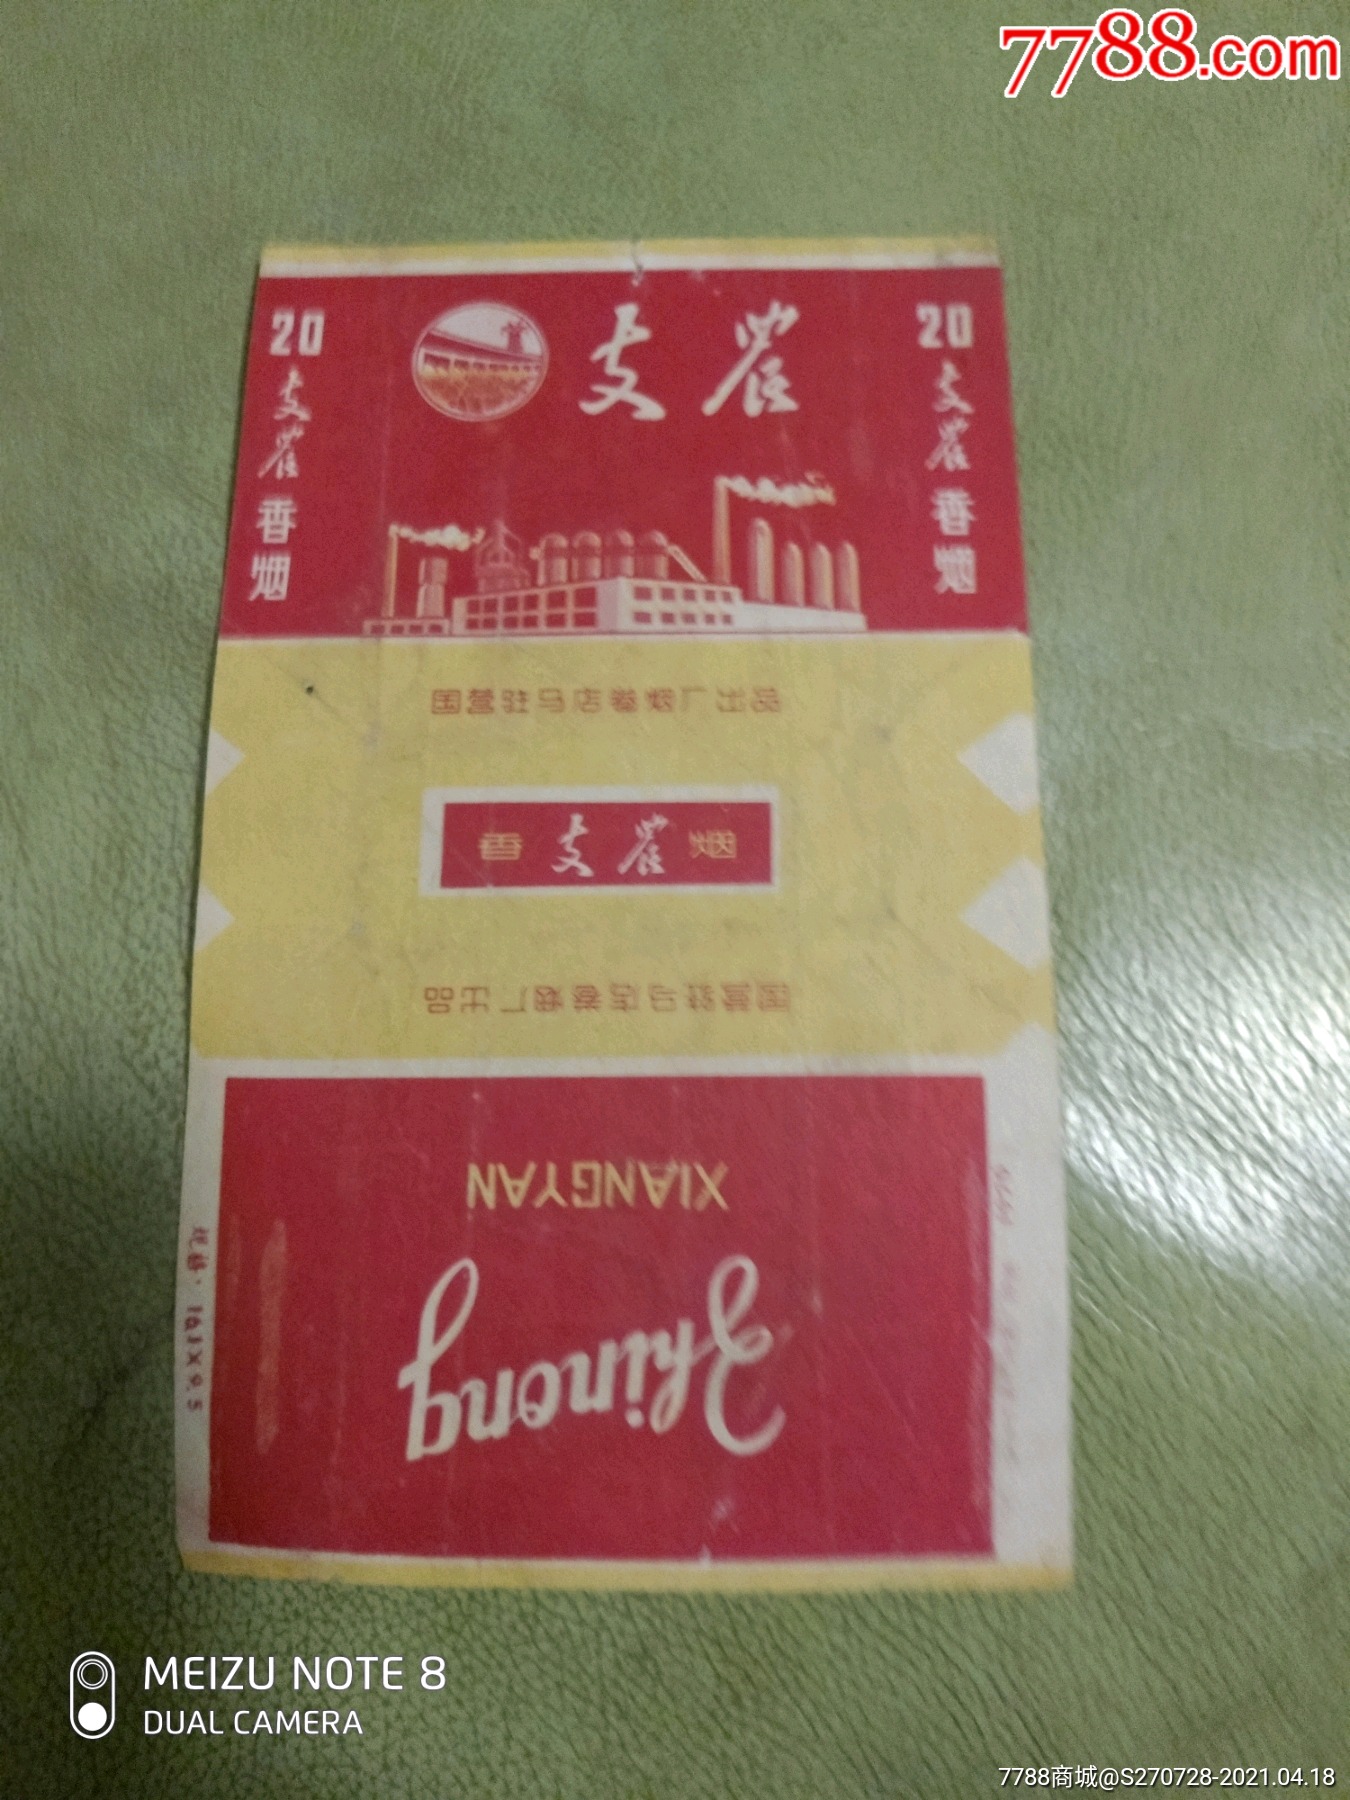 7788.com
20
支农
香烟
支农
20
支农
香烟
国营驻马店卷烟厂出品
香 支农 烟
国营驻马店卷烟厂出品
XIANGYAN
Zhinong
MEIZU NOTE 8
DUAL CAMERA
7788商城@S270728-2021.04.18